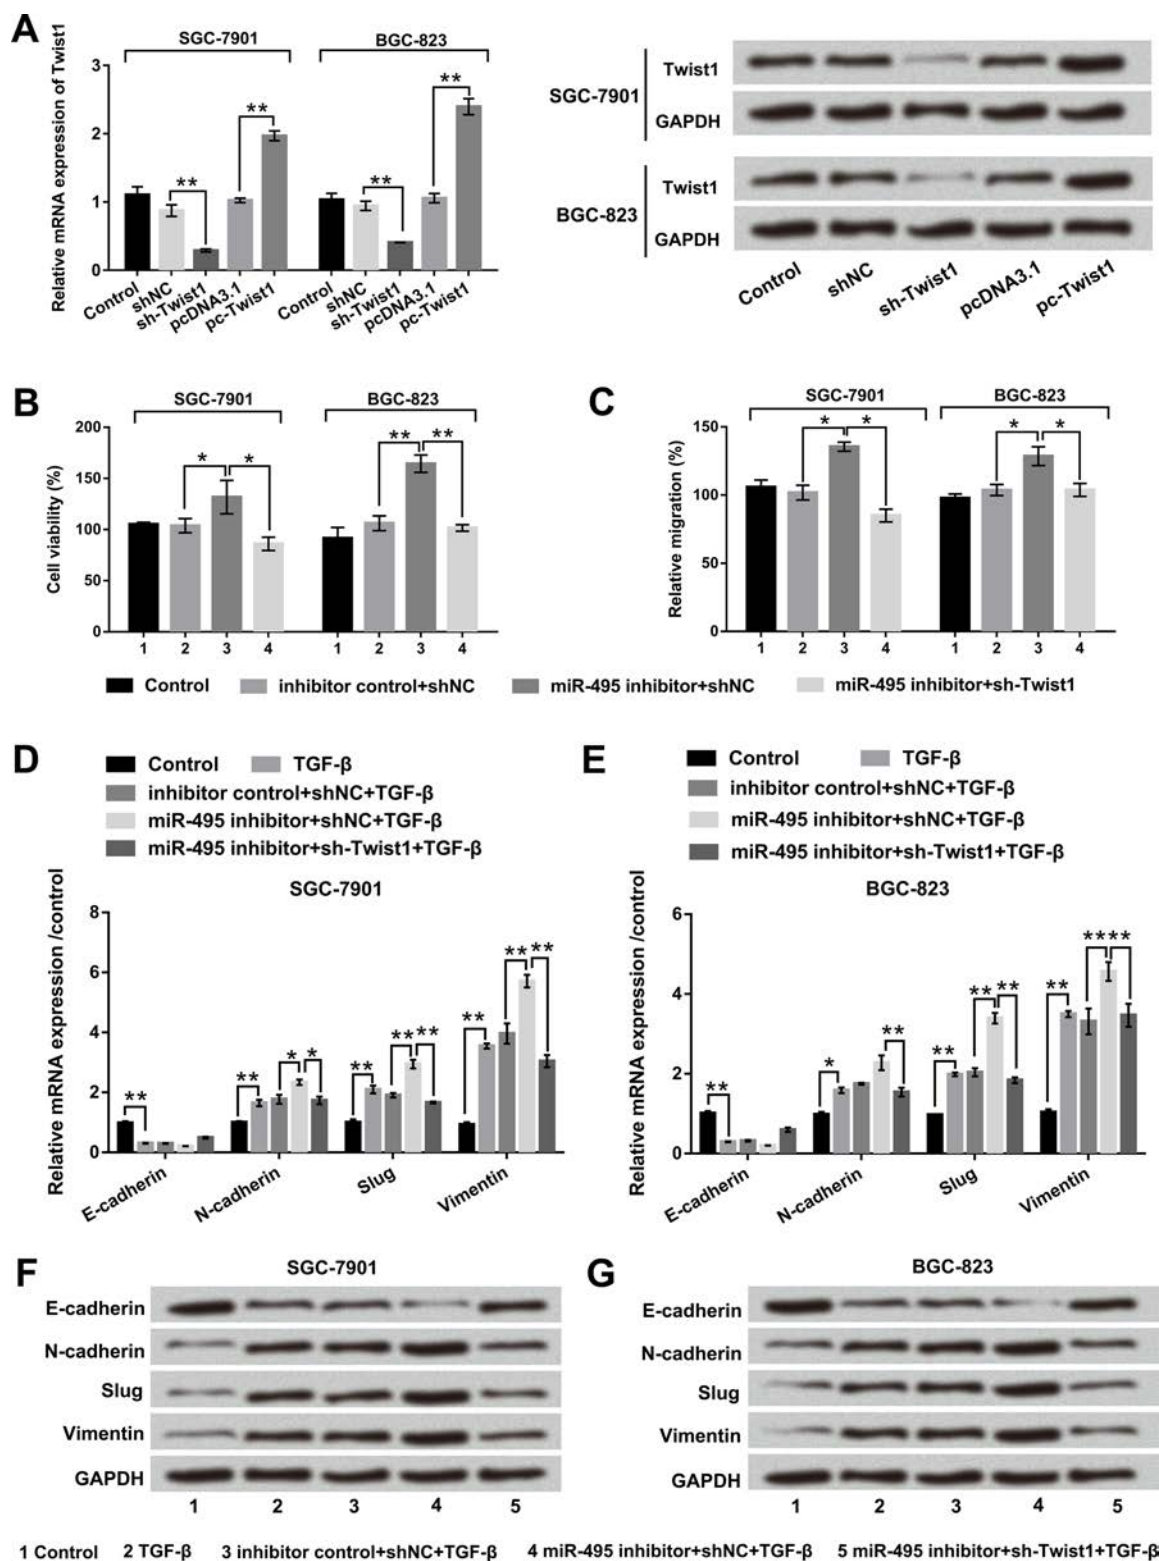 A
SGC-7901 BGC-823
Relative mRNA expression of Twist1
3
2
1
0
** ** ** **
Control shNC sh-Twist1 pcDNA3.1 pc-Twist1 Control shNC sh-Twist1 pcDNA3.1 pc-Twist1
SGC-7901
Twist1
GAPDH
BGC-823
Twist1
GAPDH
Control shNC sh-Twist1 pcDNA3.1 pc-Twist1
B
SGC-7901 BGC-823
Cell viability (%)
200
150
100
50
0
* * ** **
1 2 3 4 1 2 3 4
C
SGC-7901 BGC-823
Relative migration (%)
150
100
50
0
* * * *
1 2 3 4 1 2 3 4
Control inhibitor control+shNC miR-495 inhibitor+shNC miR-495 inhibitor+sh-Twist1
D
Control TGF-β
inhibitor control+shNC+TGF-β
miR-495 inhibitor+shNC+TGF-β
miR-495 inhibitor+sh-Twist1+TGF-β
SGC-7901
Relative mRNA expression /control
8
6
4
2
0
** ** * * ** ** ** ** ** **
E-cadherin N-cadherin Slug Vimentin
E
Control TGF-β
inhibitor control+shNC+TGF-β
miR-495 inhibitor+shNC+TGF-β
miR-495 inhibitor+sh-Twist1+TGF-β
BGC-823
Relative mRNA expression /control
6
4
2
0
** * ** ** ** ** ** ****
E-cadherin N-cadherin Slug Vimentin
F
SGC-7901
E-cadherin
N-cadherin
Slug
Vimentin
GAPDH
1 2 3 4 5
G
BGC-823
E-cadherin
N-cadherin
Slug
Vimentin
GAPDH
1 2 3 4 5
1 Control 2 TGF-β 3 inhibitor control+shNC+TGF-β 4 miR-495 inhibitor+shNC+TGF-β 5 miR-495 inhibitor+sh-Twist1+TGF-β